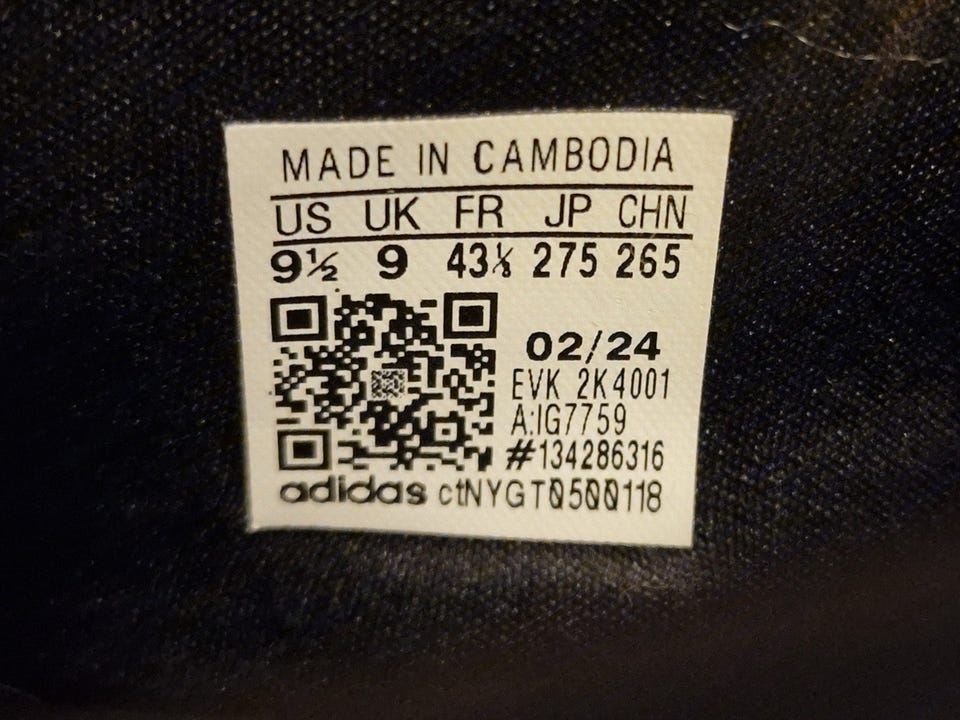 MADE IN CAMBODIA
US UK FR JP CHN
9½ 9 43⅓ 275 265
02/24
EVK 2K4001
A:IG7759
#134286316
adidas ctNYGT0500118